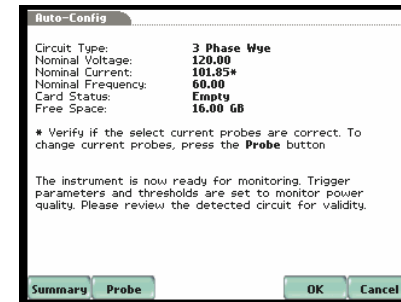 Auto-Config
Circuit Type: 3 Phase Wye
Nominal Voltage: 120.00
Nominal Current: 101.85*
Nominal Frequency: 60.00
Card Status: Empty
Free Space: 16.00 GB
* Verify if the select current probes are correct. To
change current probes, press the Probe button
The instrument is now ready for monitoring. Trigger
parameters and thresholds are set to monitor power
quality. Please review the detected circuit for validity.
Summary Probe OK Cancel